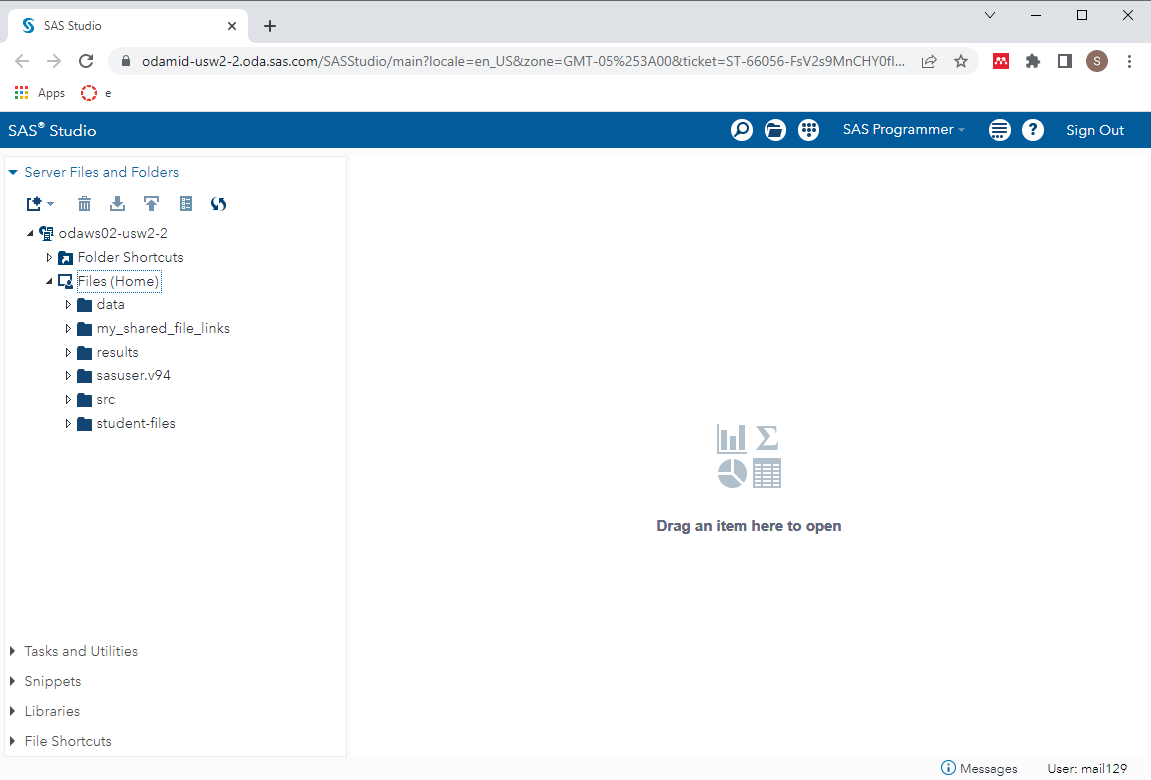 SAS Studio
odamid-usw2-2.oda.sas.com/SASStudio/main?locale=en_US&zone=GMT-05%253A00&ticket=ST-66056-FsV2s9MnCHY0fl...
S
Apps
e
SAS® Studio
SAS Programmer
?
Sign Out
Server Files and Folders
odaws02-usw2-2
Folder Shortcuts
Files (Home)
data
my_shared_file_links
results
sasuser.v94
src
student-files
Drag an item here to open
Tasks and Utilities
Snippets
Libraries
File Shortcuts
Messages User: mail129